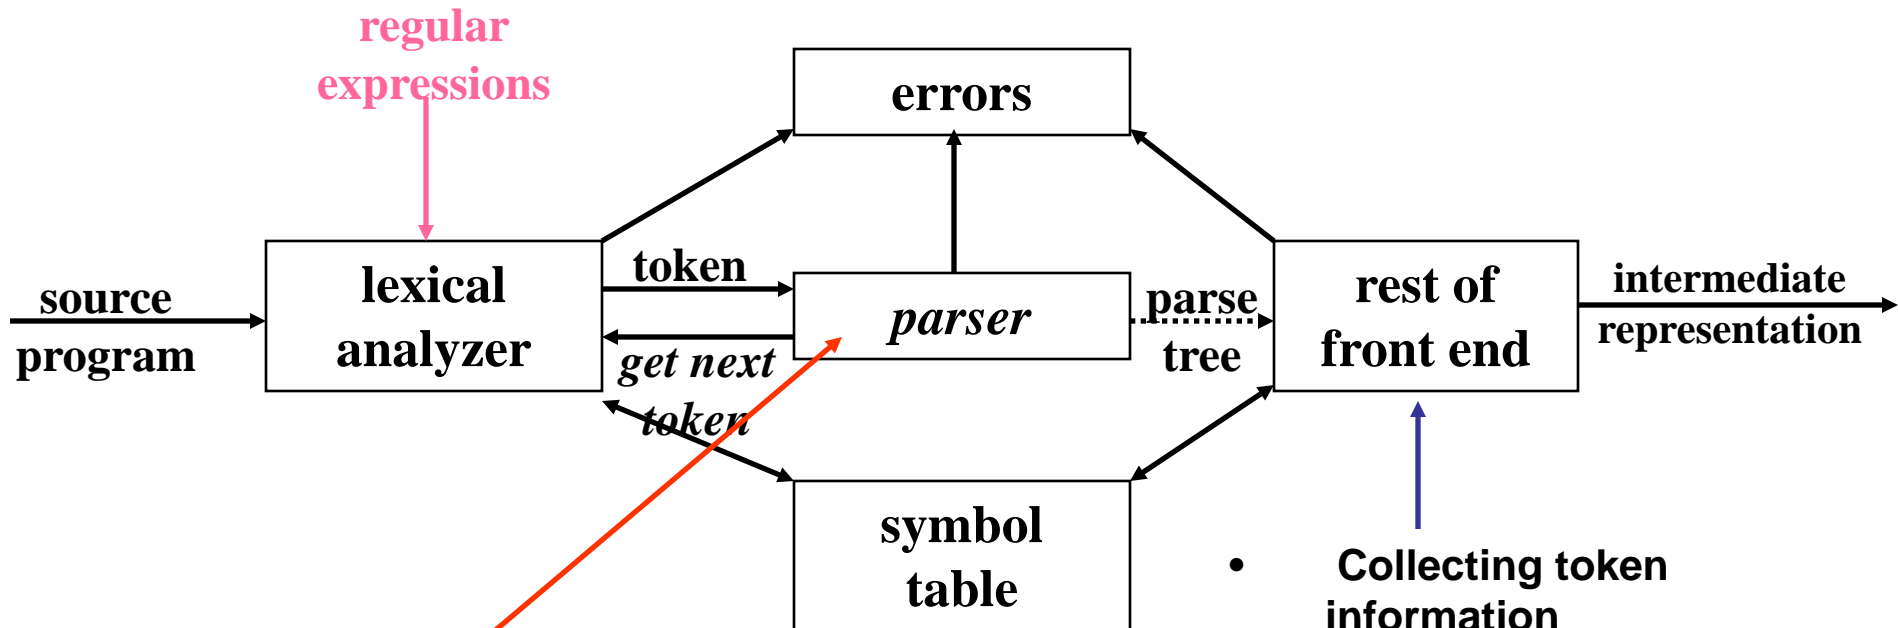 regular
expressions
errors
source
program
lexical
analyzer
token
get next
token
parser
parse
tree
rest of
front end
intermediate
representation
symbol
table
• Collecting token
information